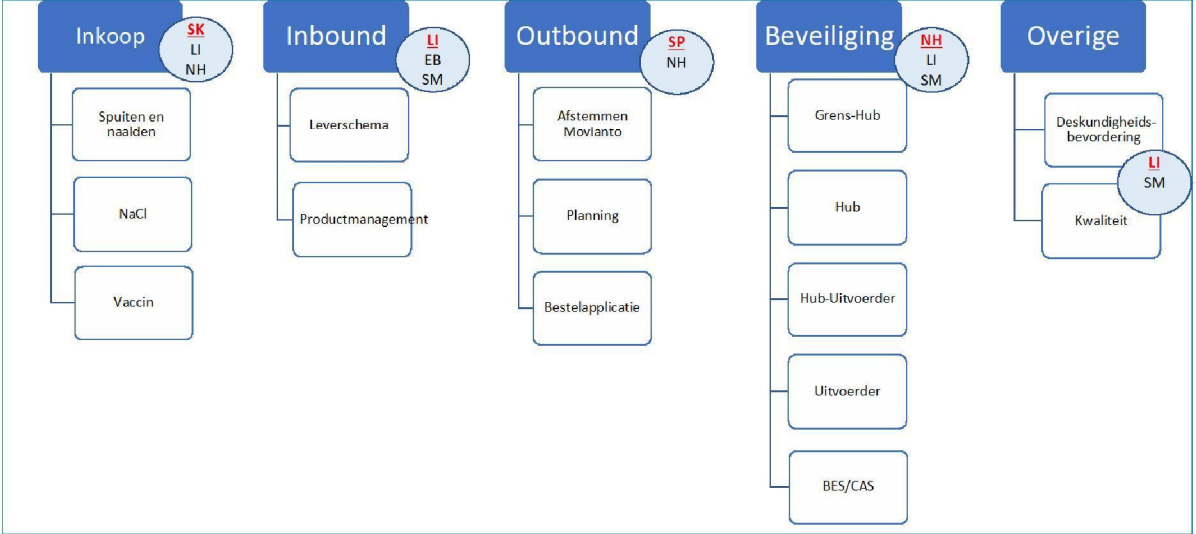 Inkoop
SK
LI
NH
Spuiten en
naalden
NaCl
Vaccin
Inbound
LI
EB
SM
Leverschema
Productmanagement
Outbound
SP
NH
Afstemmen
Movianto
Planning
Bestelapplicatie
Beveiliging
NH
LI
SM
Grens-Hub
Hub
Hub-Uitvoerder
Uitvoerder
BES/CAS
Overige
Deskundigheids-
bevordering
LI
SM
Kwaliteit